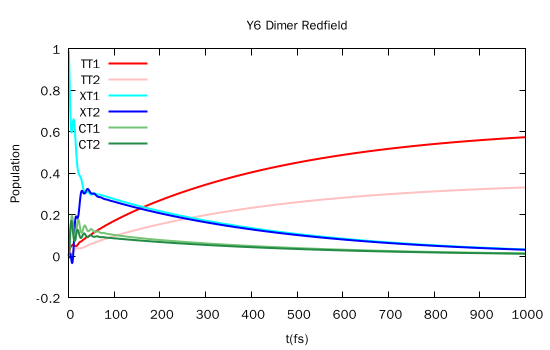 Y6 Dimer Redfield
1
0.8
0.6
0.4
0.2
0
-0.2
Population
TT1
TT2
XT1
XT2
CT1
CT2
0 100 200 300 400 500 600 700 800 900 1000
t(fs)